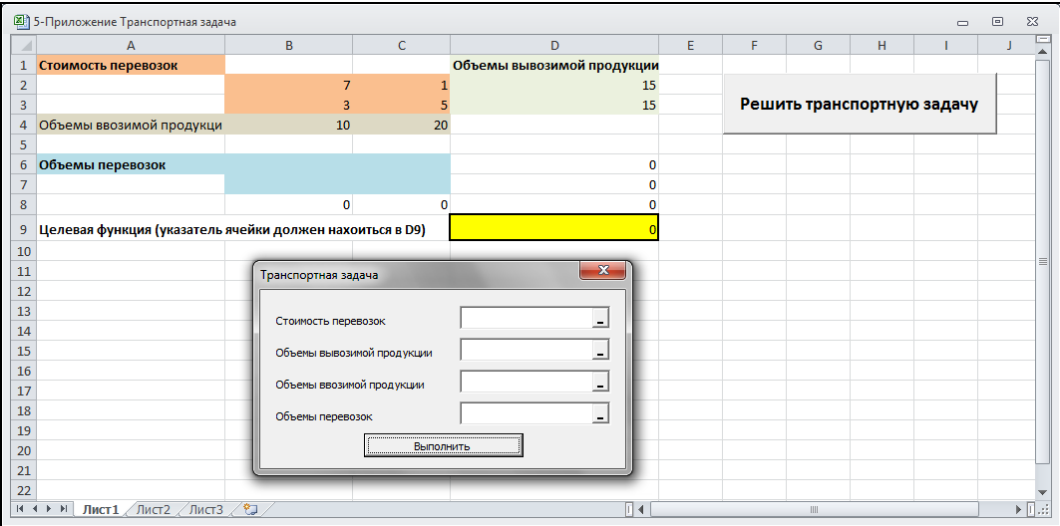 5-Приложение Транспортная задача
A B C D E F G H I J
1 Стоимость перевозок Объемы вывозимой продукции
2 7 1 15
3 3 5 15
Решить транспортную задачу
4 Объемы ввозимой продукци 10 20
5
6 Объемы перевозок 0
7 0
8 0 0 0
9 Целевая функция (указатель ячейки должен нахоиться в D9) 0
10
11
12
13
14
15
16
17
18
19
20
21
22
Транспортная задача
Стоимость перевозок
Объемы вывозимой продукции
Объемы ввозимой продукции
Объемы перевозок
Выполнить
Лист1 Лист2 Лист3